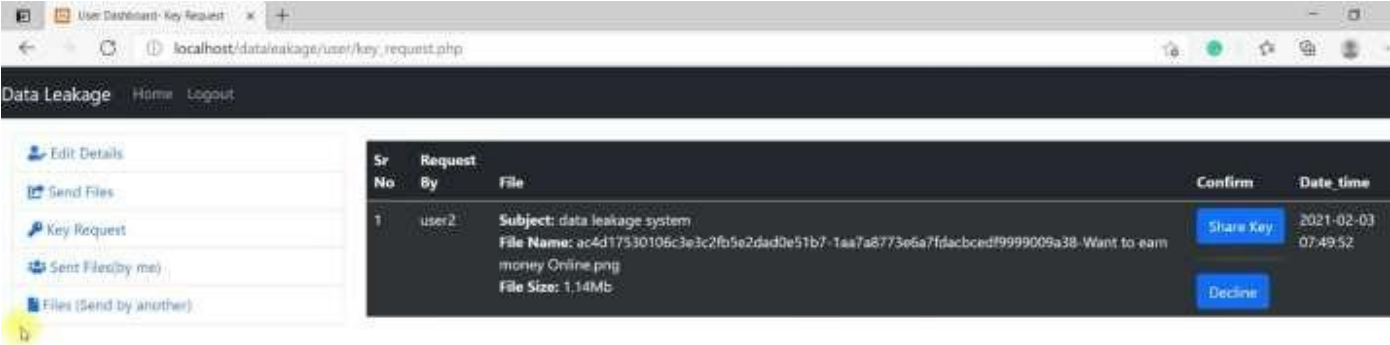 User Dashboard- Key Request
localhost/dataleakage/user/key_request.php
Data Leakage Home Logout
Edit Details
Send Files
Key Request
Sent Files(by me)
Files (Send by another)
Sr No Request By File Confirm Date_time
1 user2 Subject: data leakage system Share Key 2021-02-03 07:49:52
File Name: ac4d17530106c3e3c2fb5e2dad0e51b7-1aa7a8773e6a7fdacbcedf9999009a38-Want to earn
money Online.png
File Size: 1.14Mb
Decline